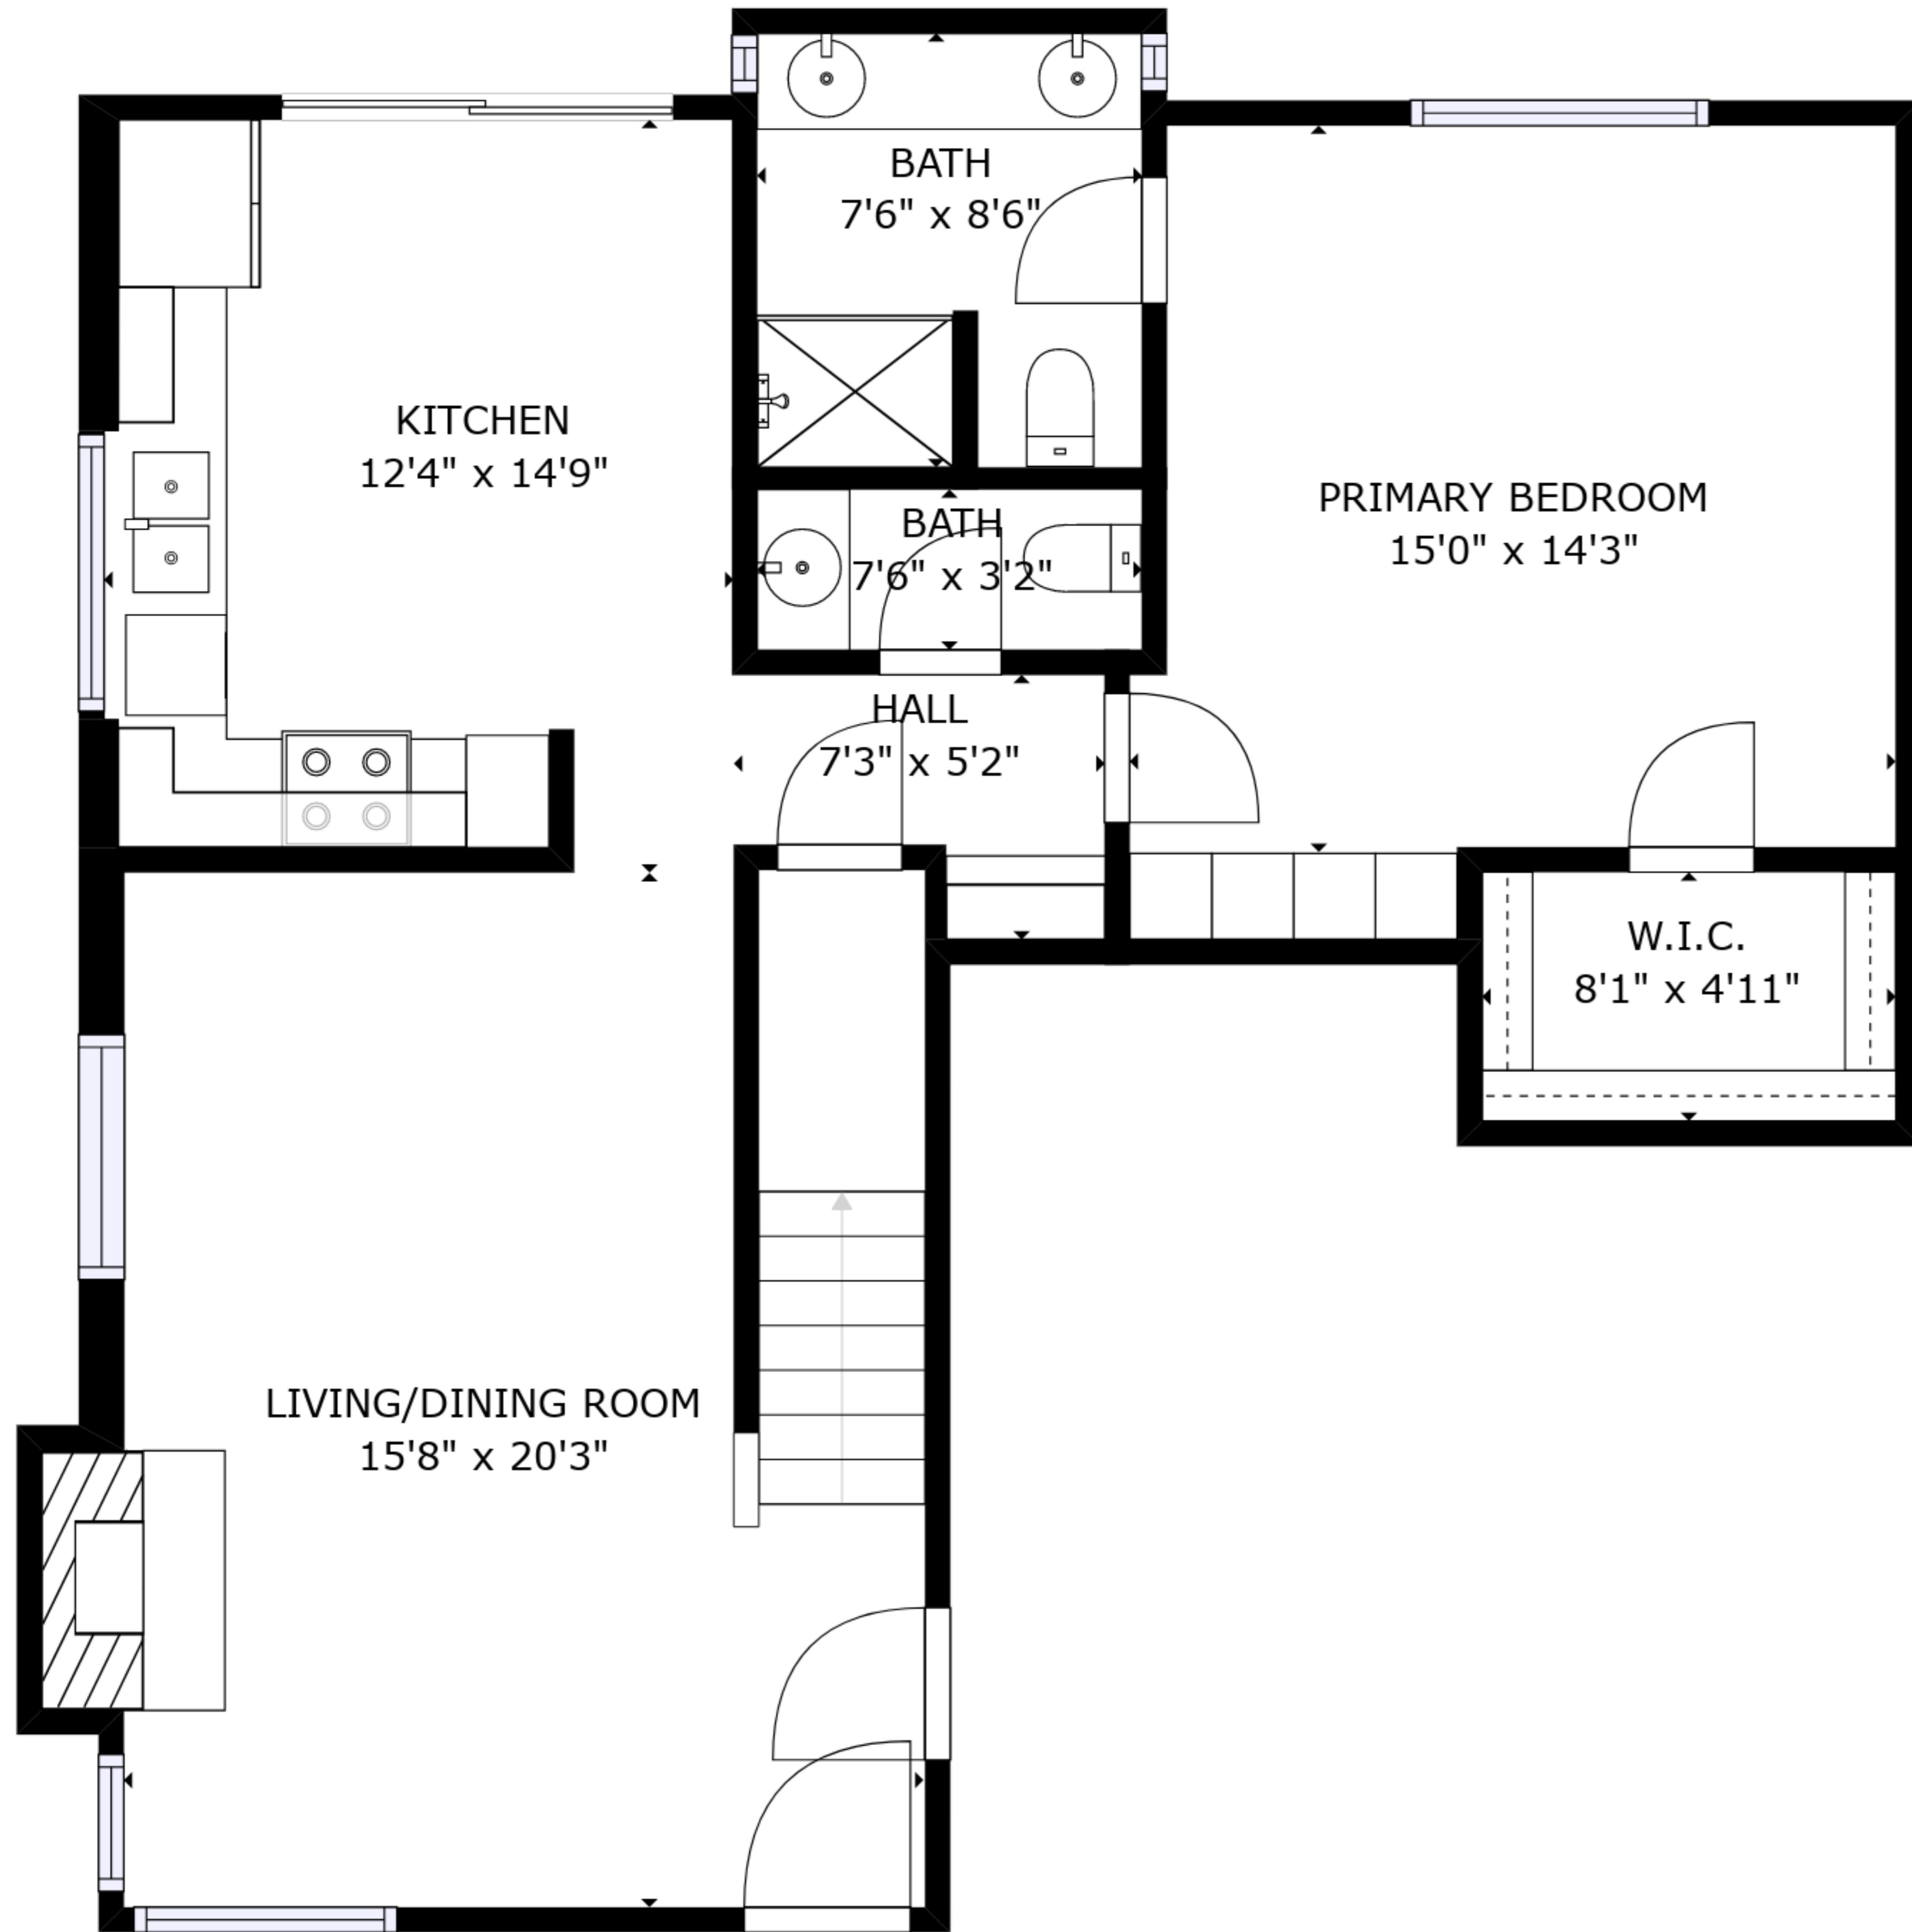 BATH
7'6" x 8'6"
KITCHEN
12'4" x 14'9"
PRIMARY BEDROOM
15'0" x 14'3"
BATH
7'6" x 3'2"
HALL
7'3" x 5'2"
W.I.C.
8'1" x 4'11"
LIVING/DINING ROOM
15'8" x 20'3"